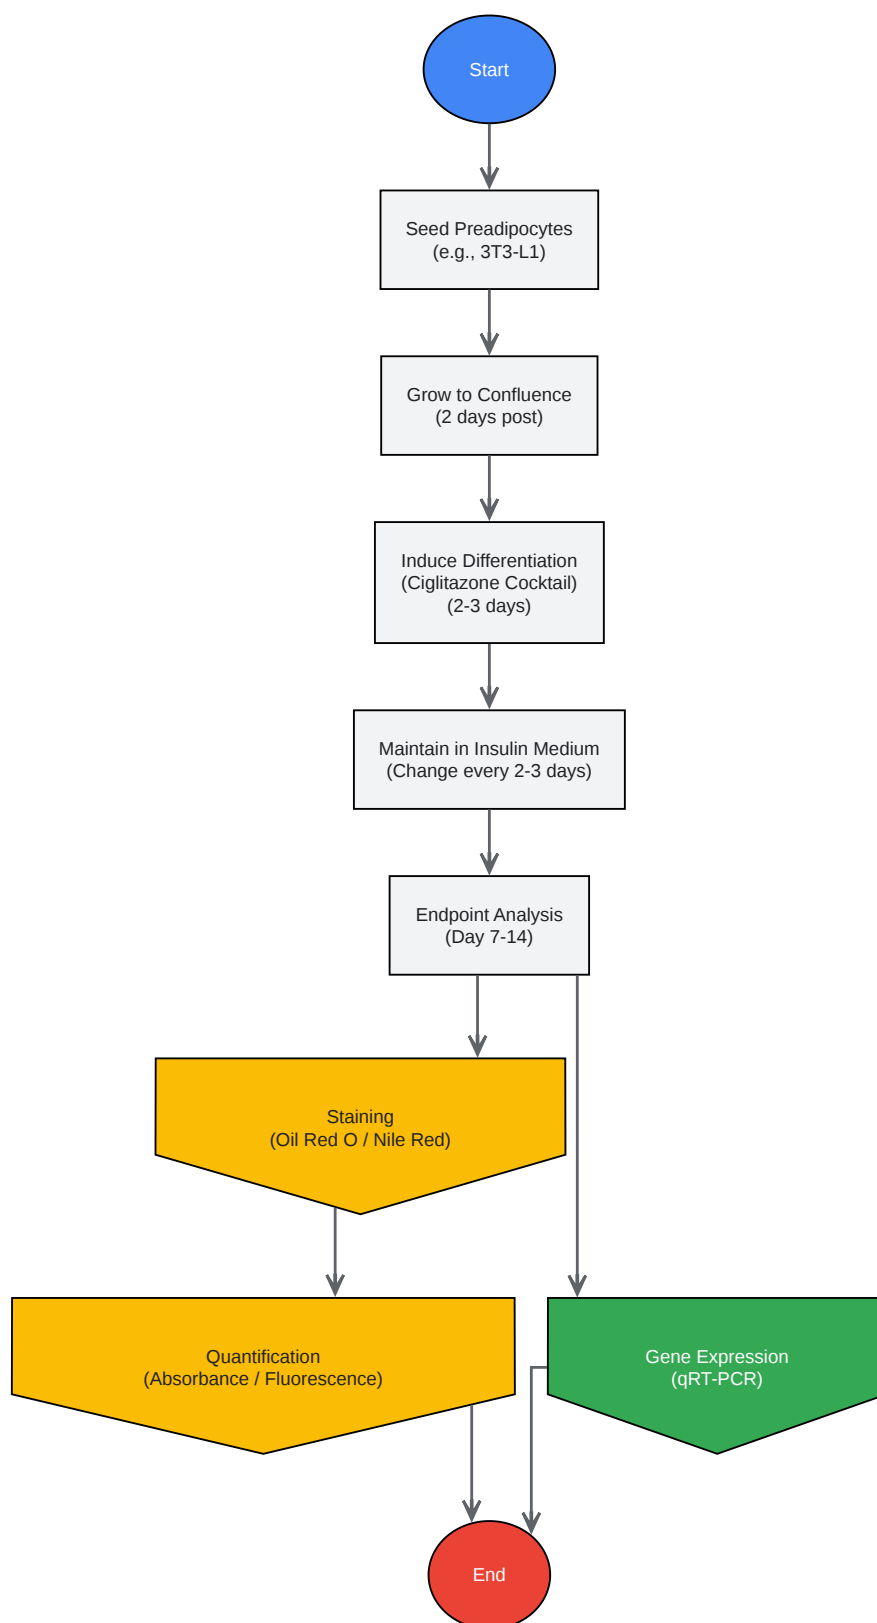 Start
Seed Preadipocytes
(e.g., 3T3-L1)
Grow to Confluence
(2 days post)
Induce Differentiation
(Ciglitazone Cocktail)
(2-3 days)
Maintain in Insulin Medium
(Change every 2-3 days)
Endpoint Analysis
(Day 7-14)
Staining
(Oil Red O / Nile Red)
Quantification
(Absorbance / Fluorescence)
Gene Expression
(qRT-PCR)
End